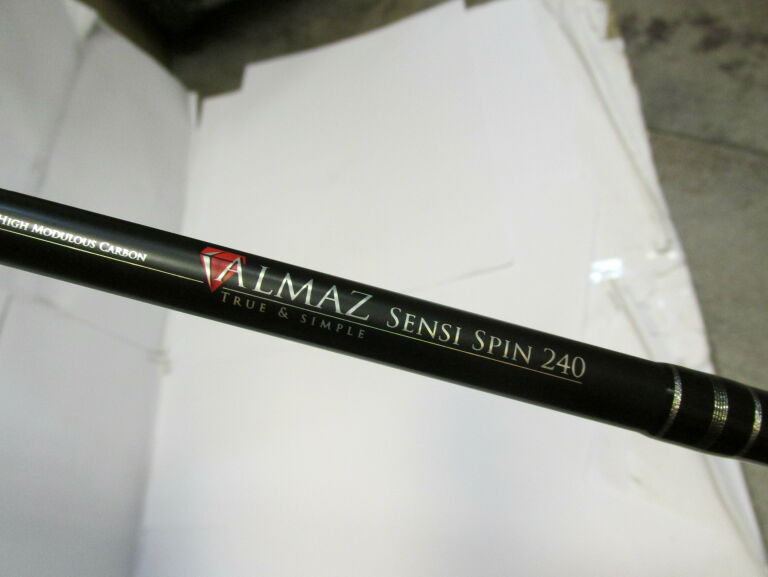 High Modulous Carbon
ALMAZ Sensi Spin 240
True & Simple